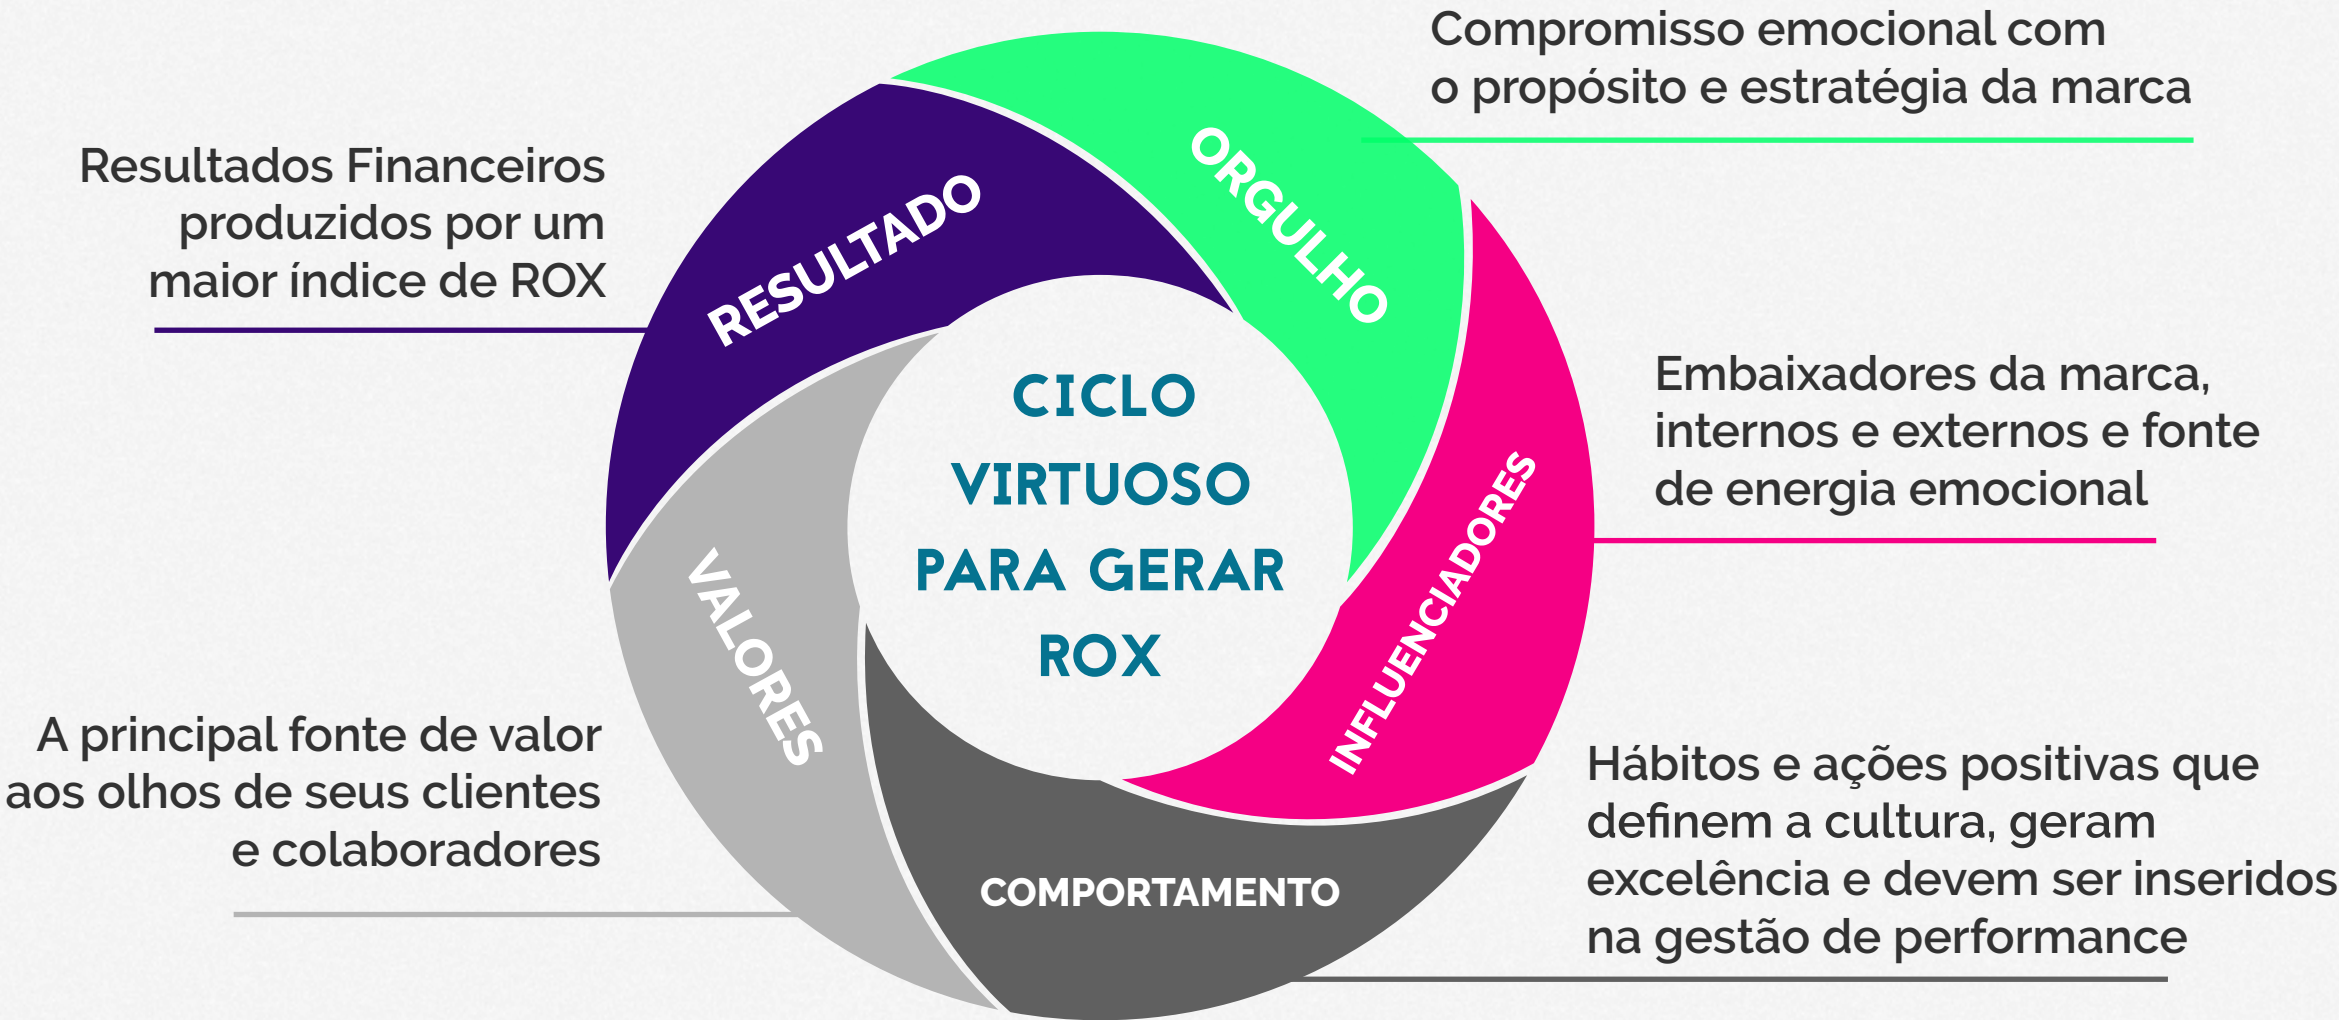 Compromisso emocional com
o propósito e estratégia da marca
Resultados Financeiros
produzidos por um
maior índice de ROX
RESULTADO
ORGULHO
CICLO
VIRTUOSO
PARA GERAR
ROX
Embaixadores da marca,
internos e externos e fonte
de energia emocional
INFLUENCIADORES
VALORES
A principal fonte de valor
aos olhos de seus clientes
e colaboradores
COMPORTAMENTO
Hábitos e ações positivas que
definem a cultura, geram
excelência e devem ser inseridos
na gestão de performance